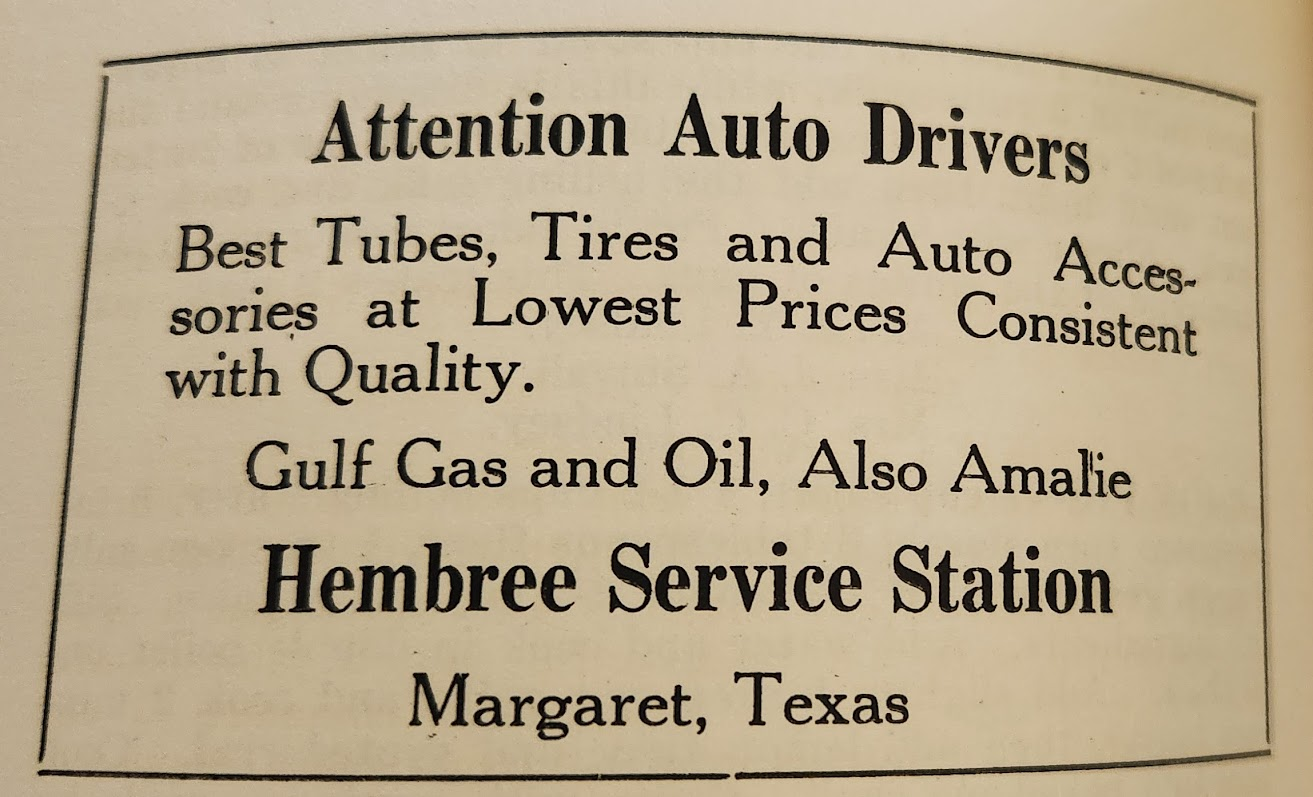 Attention Auto Drivers
Best Tubes, Tires and Auto Acces-
sories at Lowest Prices Consistent
with Quality.
Gulf Gas and Oil, Also Amalie
Hembree Service Station
Margaret, Texas